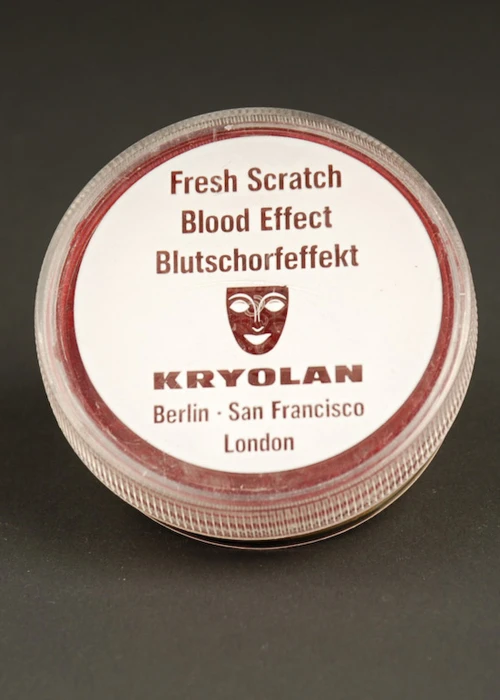 Fresh Scratch
Blood Effect
Blutschorfeffekt
KRYOLAN
Berlin · San Francisco
London